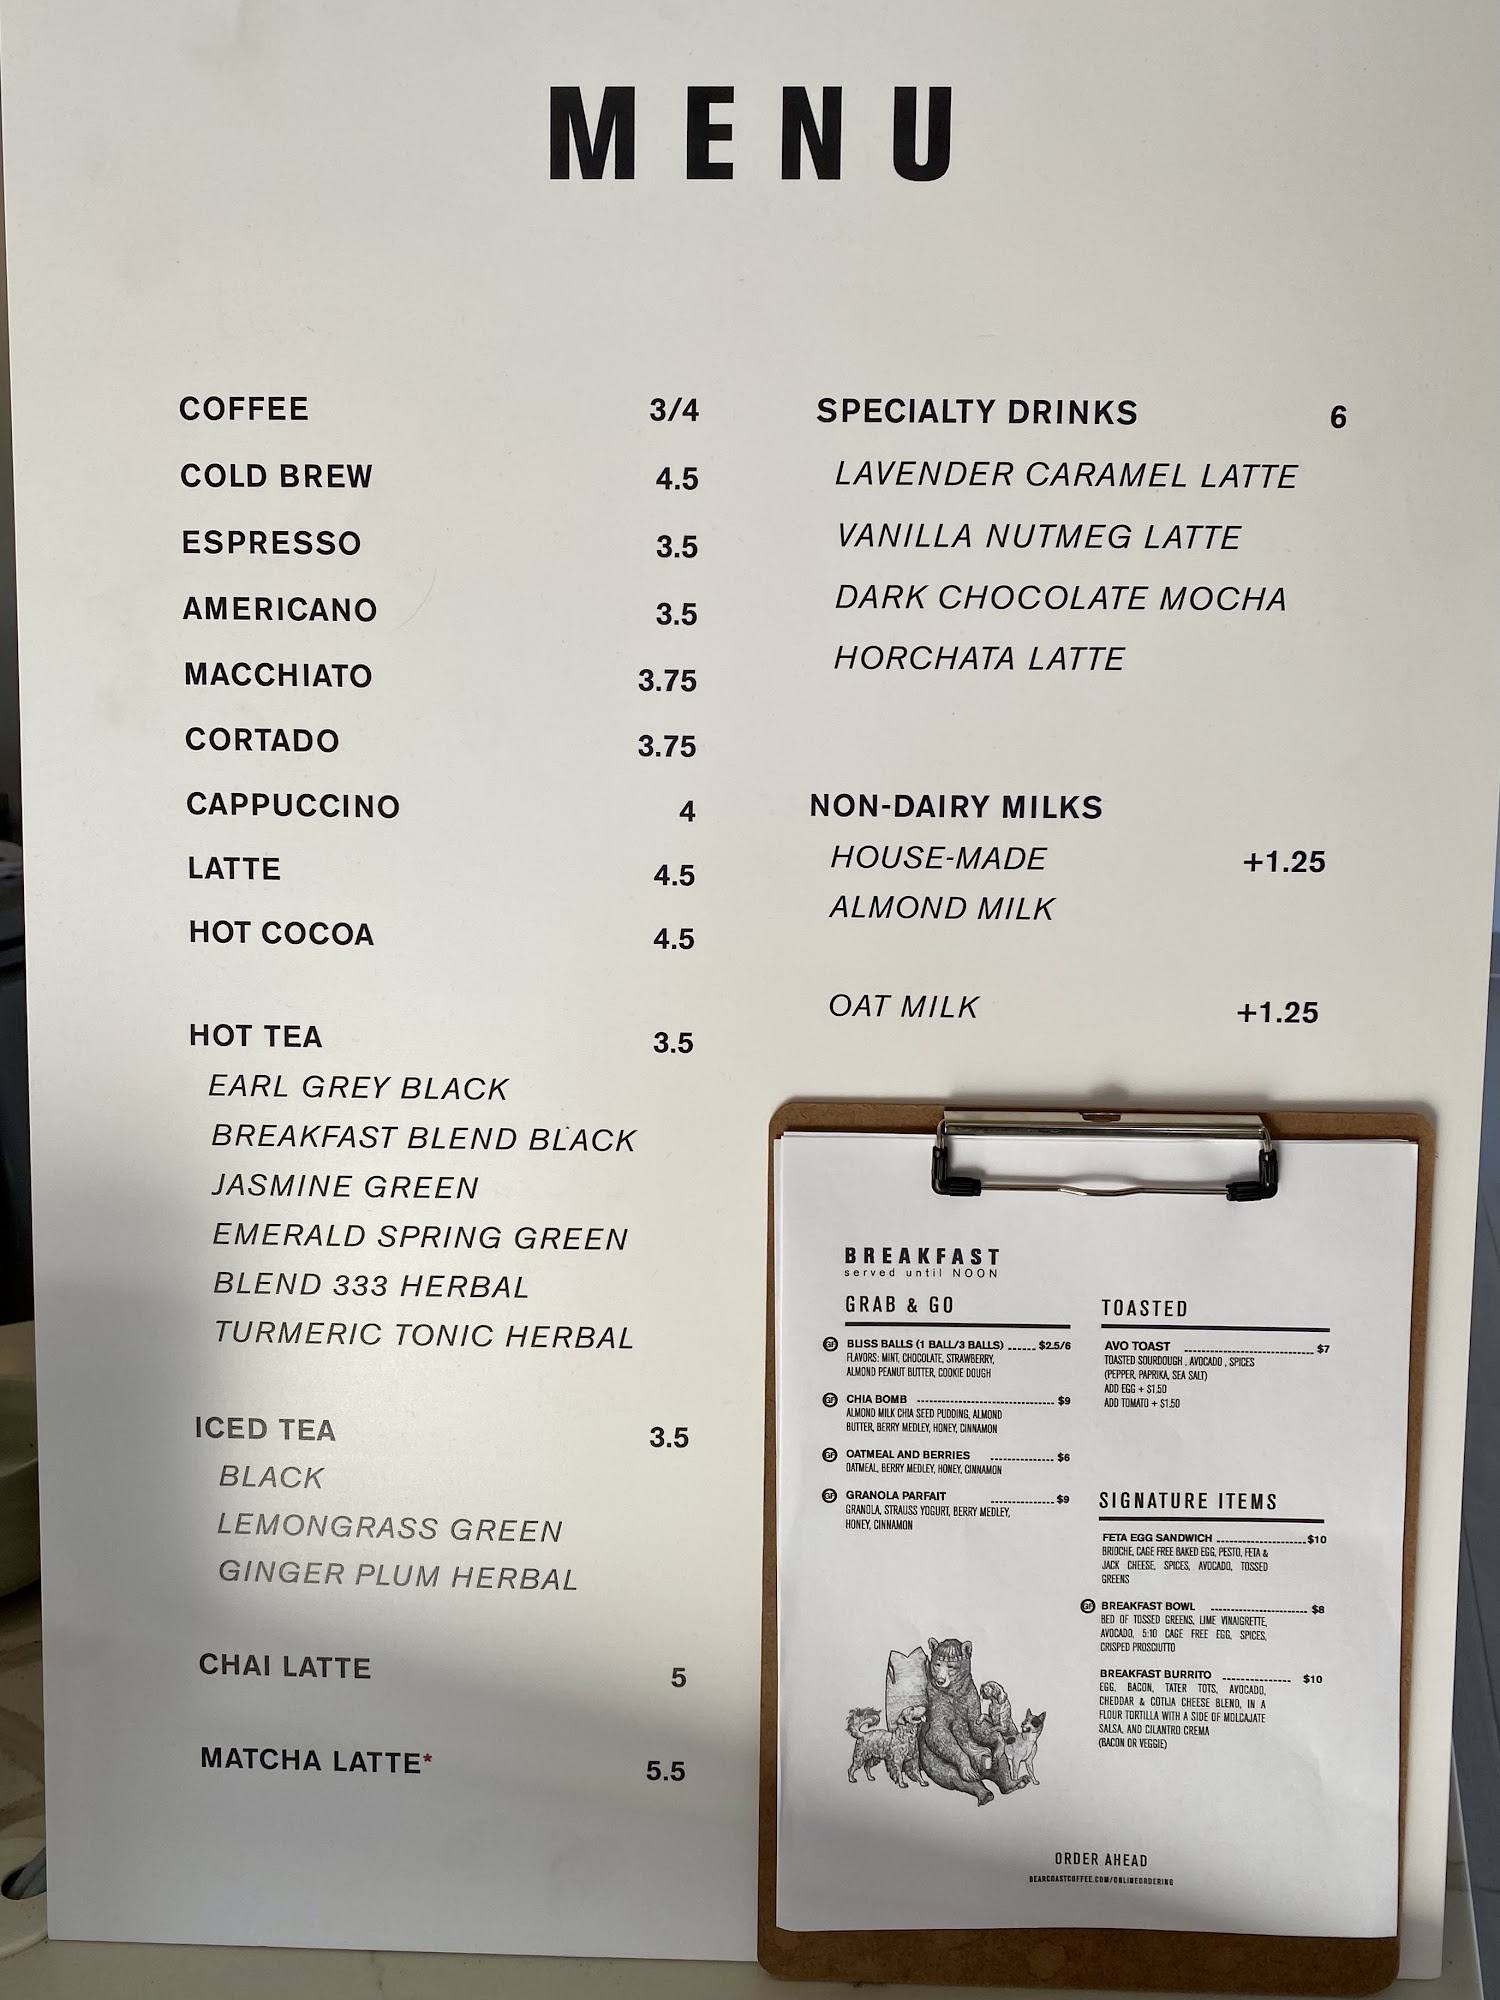 MENU
COFFEE 3/4
COLD BREW 4.5
ESPRESSO 3.5
AMERICANO 3.5
MACCHIATO 3.75
CORTADO 3.75
CAPPUCCINO 4
LATTE 4.5
HOT COCOA 4.5
HOT TEA 3.5
EARL GREY BLACK
BREAKFAST BLEND BLACK
JASMINE GREEN
EMERALD SPRING GREEN
BLEND 333 HERBAL
TURMERIC TONIC HERBAL
ICED TEA 3.5
BLACK
LEMONGRASS GREEN
GINGER PLUM HERBAL
CHAI LATTE 5
MATCHA LATTE* 5.5
SPECIALTY DRINKS 6
LAVENDER CARAMEL LATTE
VANILLA NUTMEG LATTE
DARK CHOCOLATE MOCHA
HORCHATA LATTE
NON-DAIRY MILKS
HOUSE-MADE +1.25
ALMOND MILK
OAT MILK +1.25
BREAKFAST
served until NOON
GRAB & GO
GF BLISS BALLS (1 BALL/3 BALLS) ...... $2.5/6
FLAVORS: MINT, CHOCOLATE, STRAWBERRY,
ALMOND PEANUT BUTTER, COOKIE DOUGH
GF CHIA BOMB ...... $9
ALMOND MILK CHIA SEED PUDDING, ALMOND
BUTTER, BERRY MEDLEY, HONEY, CINNAMON
GF OATMEAL AND BERRIES ...... $6
OATMEAL, BERRY MEDLEY, HONEY, CINNAMON
GF GRANOLA PARFAIT ...... $9
GRANOLA, STRAUSS YOGURT, BERRY MEDLEY,
HONEY, CINNAMON
TOASTED
AVO TOAST ...... $7
TOASTED SOURDOUGH , AVOCADO , SPICES
(PEPPER, PAPRIKA, SEA SALT)
ADD EGG + $1.50
ADD TOMATO + $1.50
SIGNATURE ITEMS
FETA EGG SANDWICH ...... $10
BRIOCHE, CAGE FREE BAKED EGG, PESTO, FETA &
JACK CHEESE, SPICES, AVOCADO, TOSSED
GREENS
GF BREAKFAST BOWL ...... $8
BED OF TOSSED GREENS, LIME VINAIGRETTE,
AVOCADO, 5:10 CAGE FREE EGG, SPICES,
CRISPED PROSCIUTTO
BREAKFAST BURRITO ...... $10
EGG, BACON, TATER TOTS, AVOCADO,
CHEDDAR & COTIJA CHEESE BLEND, IN A
FLOUR TORTILLA WITH A SIDE OF MOLCAJATE
SALSA, AND CILANTRO CREMA
(BACON OR VEGGIE)
ORDER AHEAD
BEARCOASTCOFFEE.COM/ONLINEORDERING